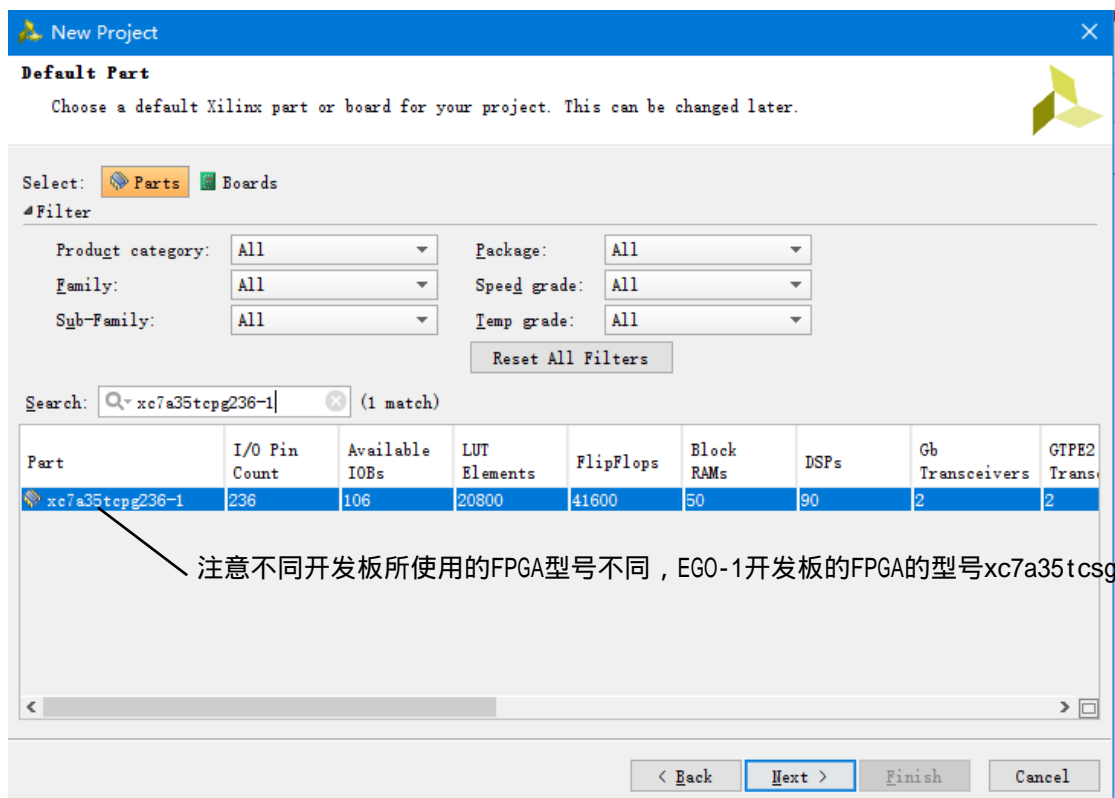 New Project
Default Part
Choose a default Xilinx part or board for your project. This can be changed later.
Select: Parts Boards
Filter
Product category: All Package: All
Family: All Speed grade: All
Sub-Family: All Temp grade: All
Reset All Filters
Search: xc7a35tcpg236-1 (1 match)
Part I/O Pin Count Available IOBs LUT Elements FlipFlops Block RAMs DSPs Gb Transceivers GTPE2 Trans
xc7a35tcpg236-1 236 106 20800 41600 50 90 2 2
注意不同开发板所使用的FPGA型号不同，EGO-1开发板的FPGA的型号xc7a35tcsg
< Back Next > Finish Cancel